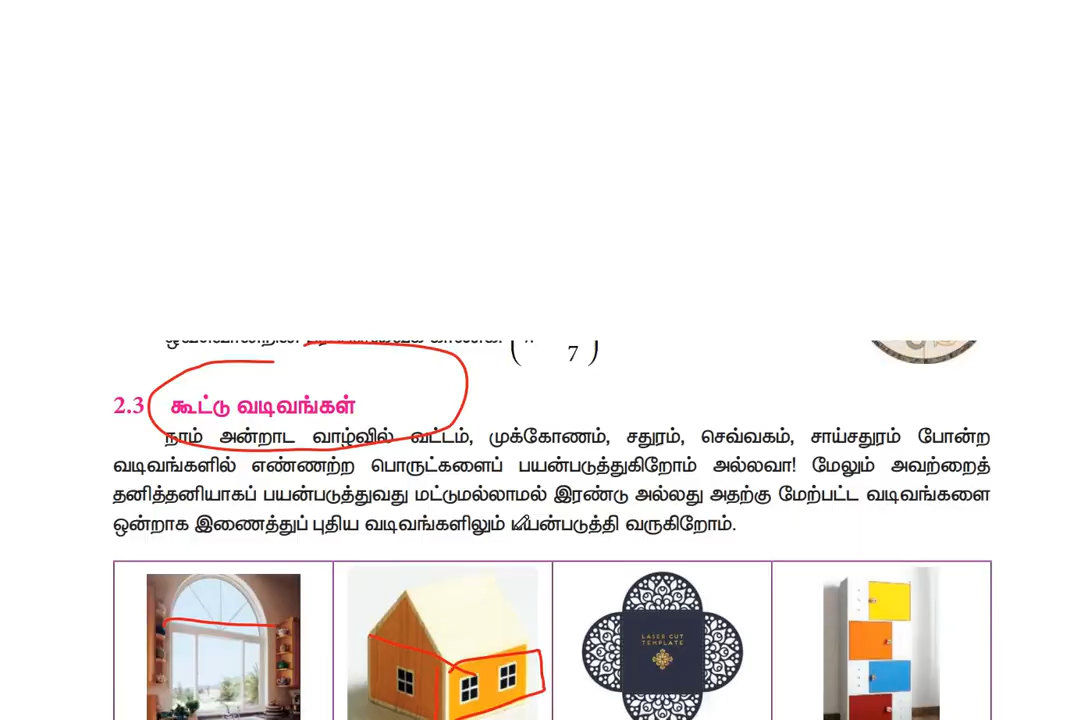 7
2.3 கூட்டு வடிவங்கள்
நாம் அன்றாட வாழ்வில் வட்டம், முக்கோணம், சதுரம், செவ்வகம், சாய்சதுரம் போன்ற
வடிவங்களில் எண்ணற்ற பொருட்களைப் பயன்படுத்துகிறோம் அல்லவா! மேலும் அவற்றைத்
தனித்தனியாகப் பயன்படுத்துவது மட்டுமல்லாமல் இரண்டு அல்லது அதற்கு மேற்பட்ட வடிவங்களை
ஒன்றாக இணைத்துப் புதிய வடிவங்களிலும் பயன்படுத்தி வருகிறோம்.
LASER CUT
TEMPLATE